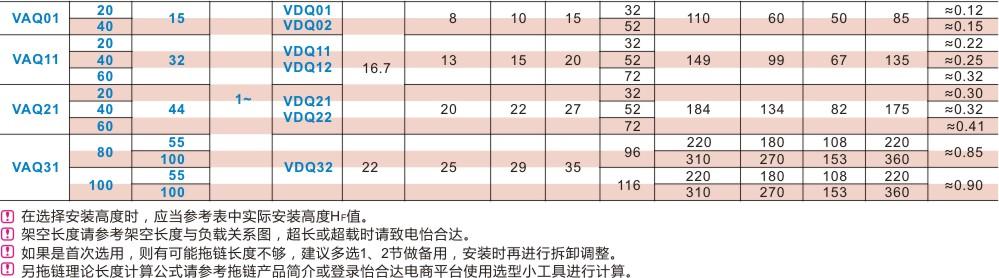 VAQ01 20 15 1~ VDQ01 16.7 8 10 15 32 110 60 50 85 ≈0.12
40 VDQ02 52 ≈0.15
VAQ11 20 32 VDQ11 13 15 20 32 149 99 67 135 ≈0.22
40 VDQ12 52 ≈0.25
60 72 ≈0.32
VAQ21 20 44 VDQ21 20 22 27 32 184 134 82 175 ≈0.30
40 VDQ22 52 ≈0.32
60 72 ≈0.41
VAQ31 80 55 VDQ32 22 25 29 35 96 220 180 108 220 ≈0.85
100 310 270 153 360
100 55 116 220 180 108 220 ≈0.90
100 310 270 153 360
在选择安装高度时，应当参考表中实际安装高度HF值。
架空长度请参考架空长度与负载关系图，超长或超载时请致电怡合达。
如果是首次选用，则有可能拖链长度不够，建议多选1、2节做备用，安装时再进行拆卸调整。
另拖链理论长度计算公式请参考拖链产品简介或登录怡合达电商平台使用选型小工具进行计算。